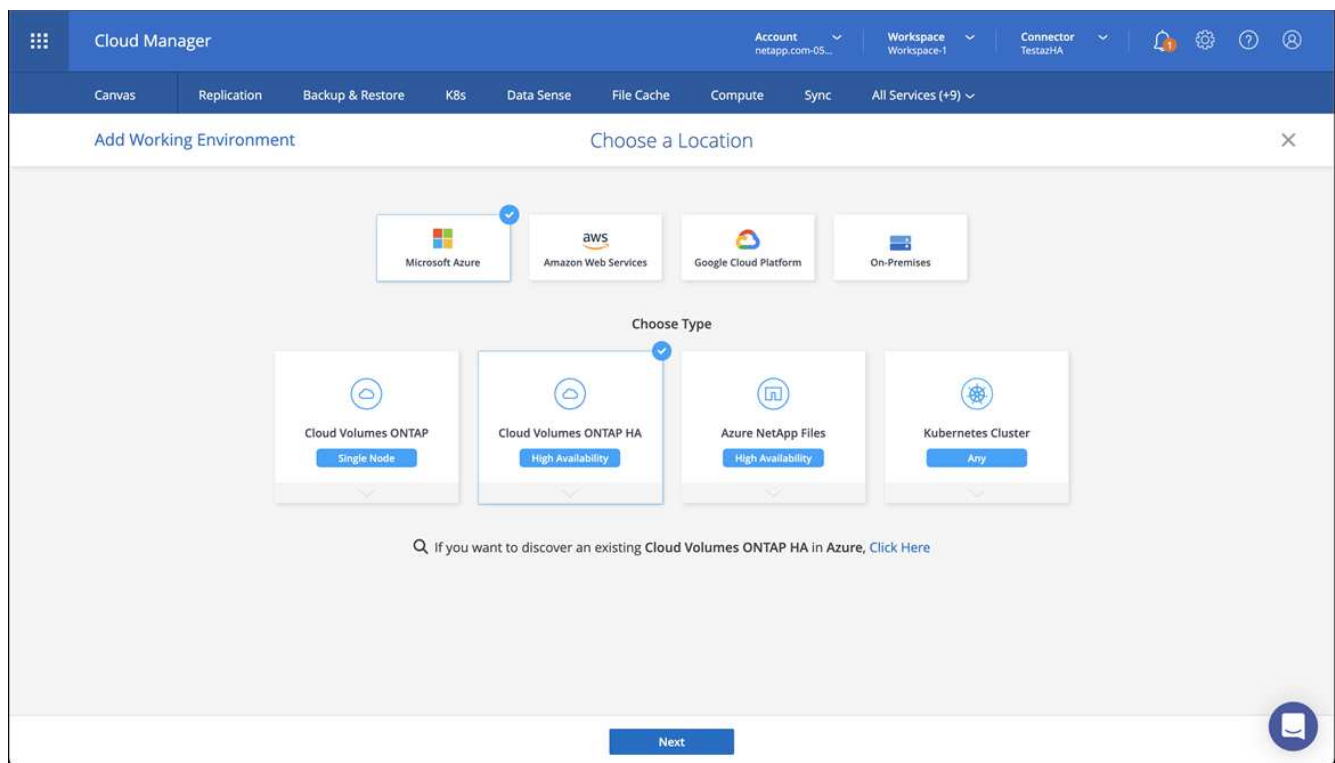 Cloud Manager
Account
netapp.com-05...
Workspace
Workspace-1
Connector
TestazHA
1
Canvas
Replication
Backup & Restore
K8s
Data Sense
File Cache
Compute
Sync
All Services (+9)
Add Working Environment
Choose a Location
Microsoft Azure
aws
Amazon Web Services
Google Cloud Platform
On-Premises
Choose Type
Cloud Volumes ONTAP
Single Node
Cloud Volumes ONTAP HA
High Availability
Azure NetApp Files
High Availability
Kubernetes Cluster
Any
If you want to discover an existing Cloud Volumes ONTAP HA in Azure, Click Here
Next